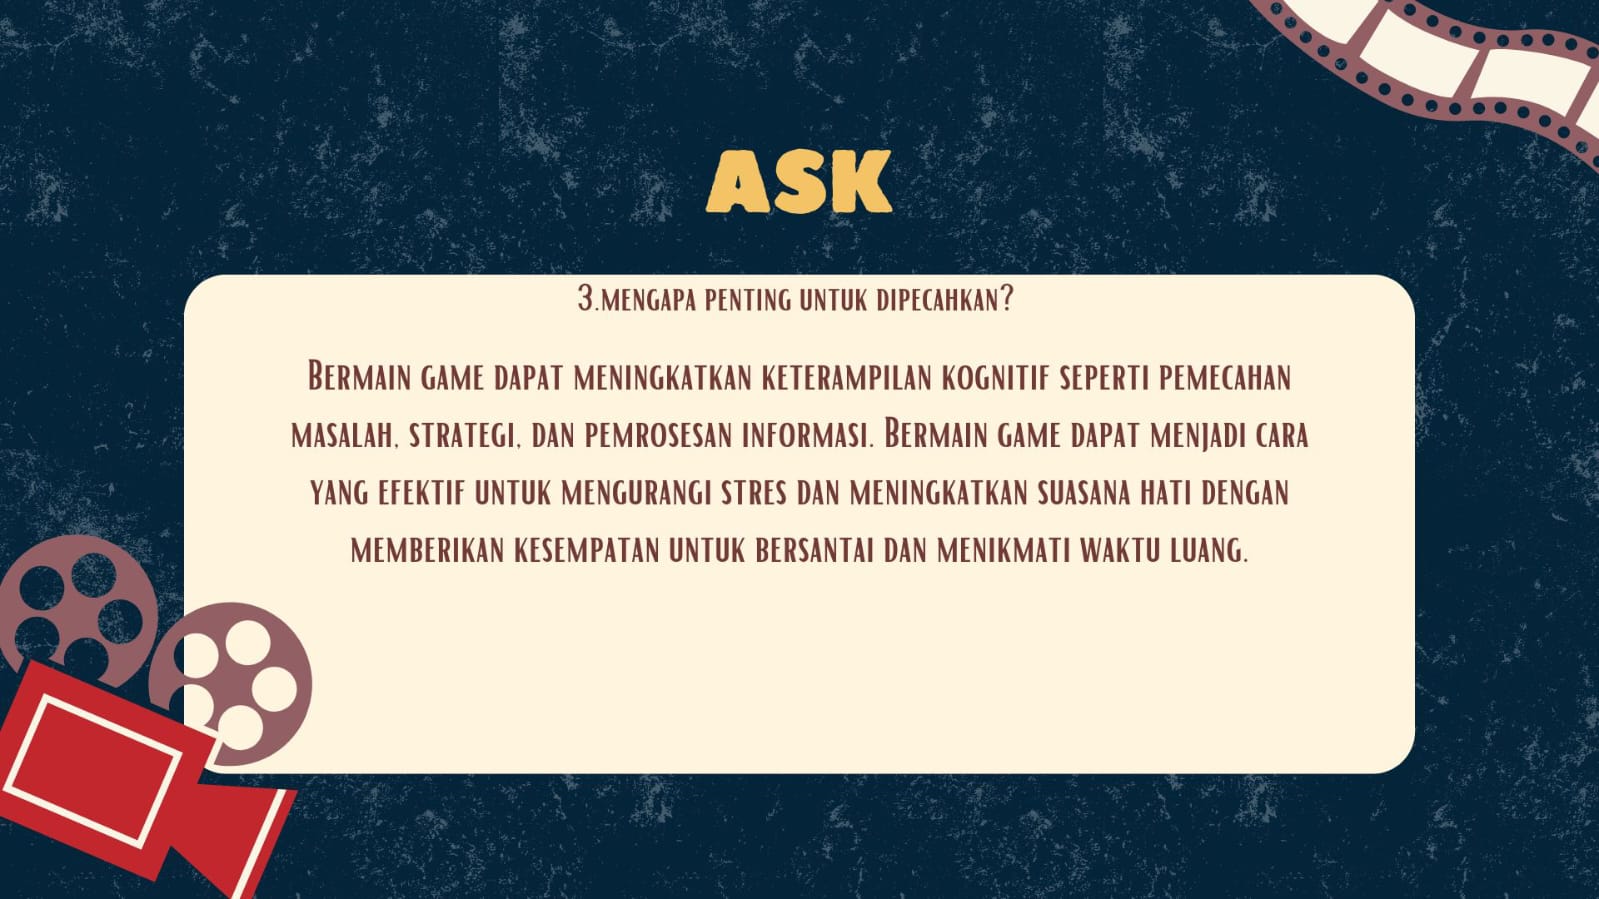 ASK
3.MENGAPA PENTING UNTUK DIPECAHKAN?
BERMAIN GAME DAPAT MENINGKATKAN KETERAMPILAN KOGNITIF SEPERTI PEMECAHAN
MASALAH, STRATEGI, DAN PEMROSESAN INFORMASI. BERMAIN GAME DAPAT MENJADI CARA
YANG EFEKTIF UNTUK MENGURANGI STRES DAN MENINGKATKAN SUASANA HATI DENGAN
MEMBERIKAN KESEMPATAN UNTUK BERSANTAI DAN MENIKMATI WAKTU LUANG.